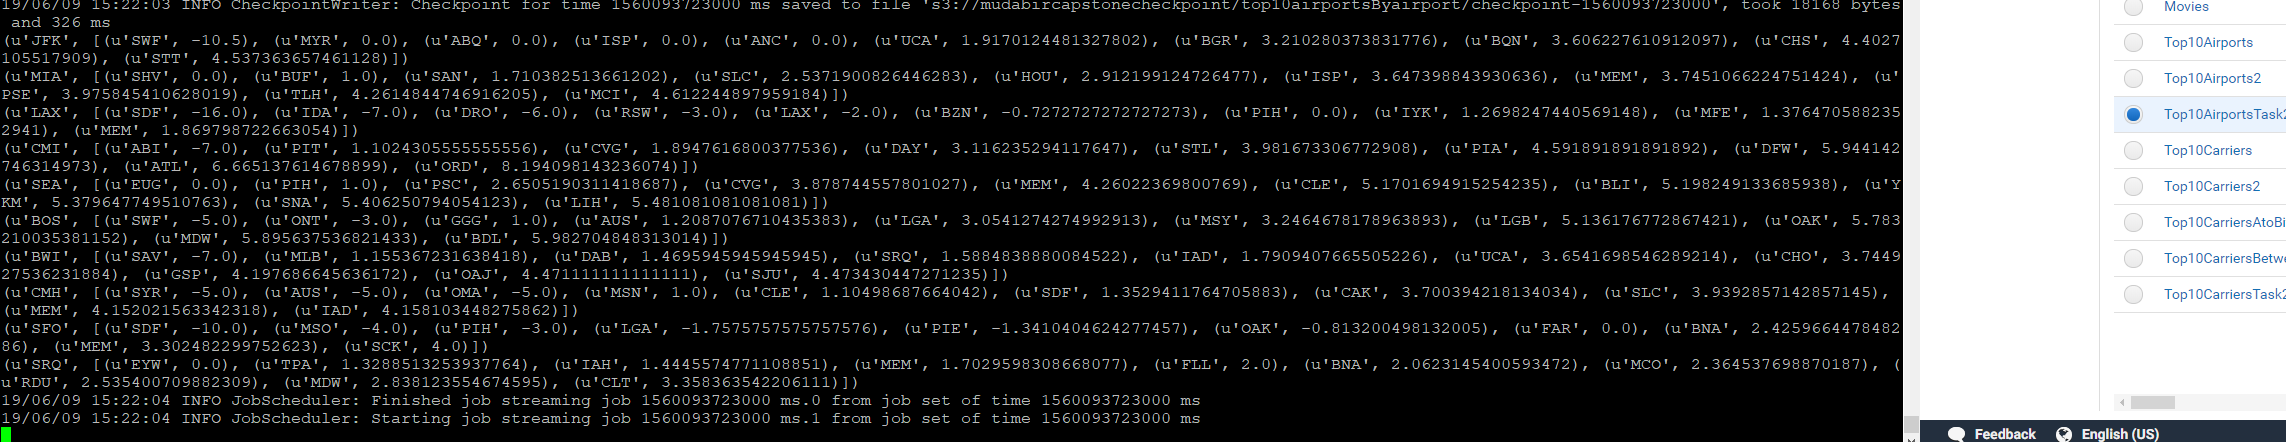 19/06/09 15:22:03 INFO CheckpointWriter: Checkpoint for time 1560093723000 ms saved to file 's3://mudabircapstonecheckpoint/top10airportsByairport/checkpoint-1560093723000', took 18168 bytes
and 326 ms
(u'JFK', [(u'SWF', -10.5), (u'MYR', 0.0), (u'ABQ', 0.0), (u'ISP', 0.0), (u'ANC', 0.0), (u'UCA', 1.9170124481327802), (u'BGR', 3.210280373831776), (u'BQN', 3.606227610912097), (u'CHS', 4.4027
105517909), (u'STT', 4.537363657461128)])
(u'MIA', [(u'SHV', 0.0), (u'BUF', 1.0), (u'SAN', 1.710382513661202), (u'SLC', 2.5371900826446283), (u'HOU', 2.912199124726477), (u'ISP', 3.647398843930636), (u'MEM', 3.7451066224751424), (u'
PSE', 3.975845410628019), (u'TLH', 4.2614844746916205), (u'MCI', 4.612244897959184)])
(u'LAX', [(u'SDF', -16.0), (u'IDA', -7.0), (u'DRO', -6.0), (u'RSW', -3.0), (u'LAX', -2.0), (u'BZN', -0.7272727272727273), (u'PIH', 0.0), (u'IYK', 1.2698247440569148), (u'MFE', 1.376470588235
2941), (u'MEM', 1.869798722663054)])
(u'CMI', [(u'ABI', -7.0), (u'PIT', 1.1024305555555556), (u'CVG', 1.8947616800377536), (u'DAY', 3.116235294117647), (u'STL', 3.981673306772908), (u'PIA', 4.591891891891892), (u'DFW', 5.944142
746314973), (u'ATL', 6.665137614678899), (u'ORD', 8.194098143236074)])
(u'SEA', [(u'EUG', 0.0), (u'PIH', 1.0), (u'PSC', 2.6505190311418687), (u'CVG', 3.878744557801027), (u'MEM', 4.26022369800769), (u'CLE', 5.1701694915254235), (u'BLI', 5.198249133685938), (u'Y
KM', 5.379647749510763), (u'SNA', 5.406250794054123), (u'LIH', 5.481081081081081)])
(u'BOS', [(u'SWF', -5.0), (u'ONT', -3.0), (u'GGG', 1.0), (u'AUS', 1.2087076710435383), (u'LGA', 3.0541274274992913), (u'MSY', 3.2464678178963893), (u'LGB', 5.136176772867421), (u'OAK', 5.783
210035381152), (u'MDW', 5.895637536821433), (u'BDL', 5.982704848313014)])
(u'BWI', [(u'SAV', -7.0), (u'MLB', 1.155367231638418), (u'DAB', 1.4695945945945945), (u'SRQ', 1.5884838880084522), (u'IAD', 1.7909407665505226), (u'UCA', 3.6541698546289214), (u'CHO', 3.7449
27536231884), (u'GSP', 4.197686645636172), (u'OAJ', 4.471111111111111), (u'SJU', 4.473430447271235)])
(u'CMH', [(u'SYR', -5.0), (u'AUS', -5.0), (u'OMA', -5.0), (u'MSN', 1.0), (u'CLE', 1.10498687664042), (u'SDF', 1.3529411764705883), (u'CAK', 3.700394218134034), (u'SLC', 3.9392857142857145),
(u'MEM', 4.152021563342318), (u'IAD', 4.158103448275862)])
(u'SFO', [(u'SDF', -10.0), (u'MSO', -4.0), (u'PIH', -3.0), (u'LGA', -1.7575757575757576), (u'PIE', -1.3410404624277457), (u'OAK', -0.813200498132005), (u'FAR', 0.0), (u'BNA', 2.4259664478482
86), (u'MEM', 3.302482299752623), (u'SCK', 4.0)])
(u'SRQ', [(u'EYW', 0.0), (u'TPA', 1.3288513253937764), (u'IAH', 1.4445574771108851), (u'MEM', 1.7029598308668077), (u'FLL', 2.0), (u'BNA', 2.0623145400593472), (u'MCO', 2.364537698870187), (
u'RDU', 2.535400709882309), (u'MDW', 2.838123554674595), (u'CLT', 3.358363542206111)])
19/06/09 15:22:04 INFO JobScheduler: Finished job streaming job 1560093723000 ms.0 from job set of time 1560093723000 ms
19/06/09 15:22:04 INFO JobScheduler: Starting job streaming job 1560093723000 ms.1 from job set of time 1560093723000 ms
Movies
Top10Airports
Top10Airports2
Top10AirportsTask2
Top10Carriers
Top10Carriers2
Top10CarriersAtoBi
Top10CarriersBetwe
Top10CarriersTask2
Feedback
English (US)